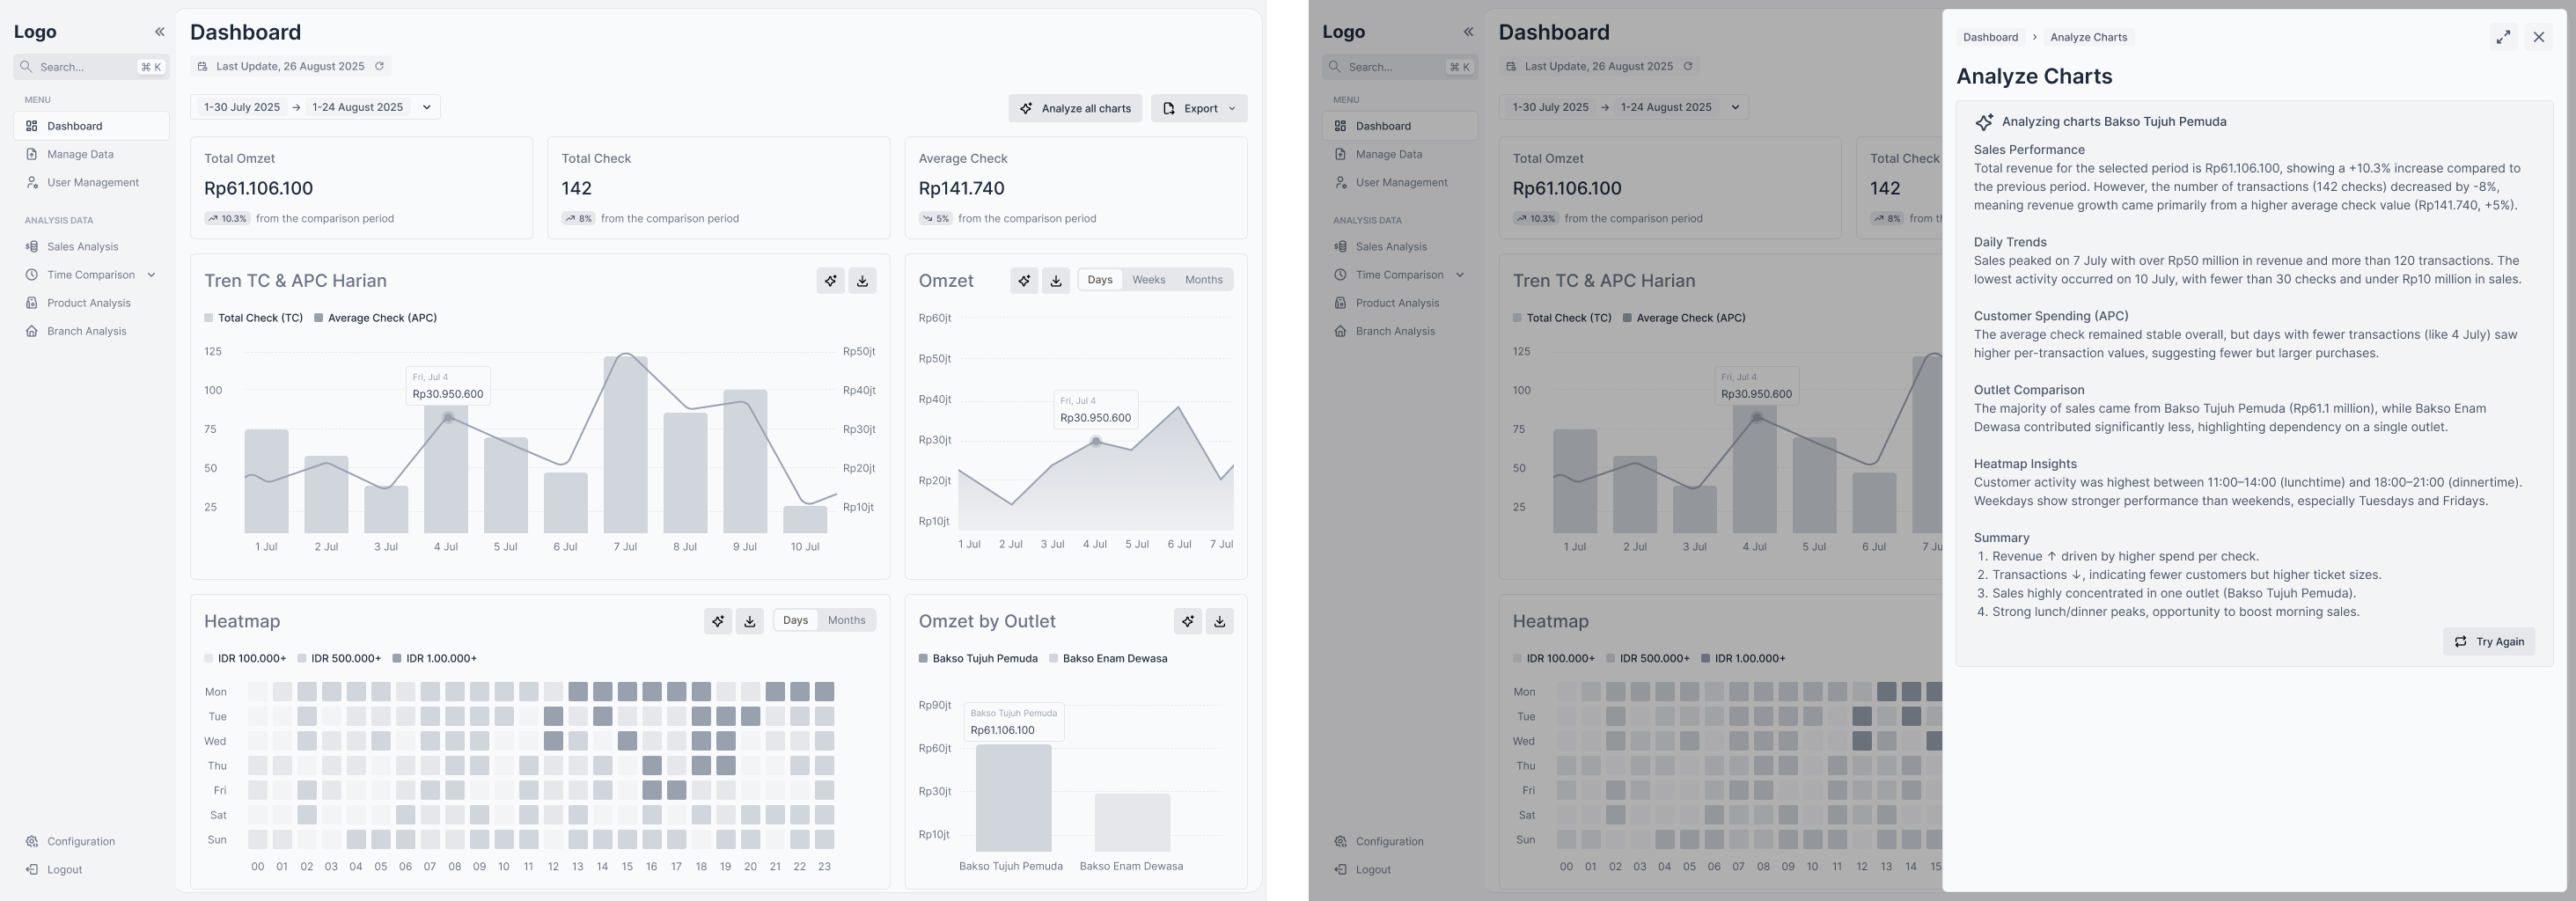 Logo
Search...
⌘ K
MENU
Dashboard
Manage Data
User Management
ANALYSIS DATA
Sales Analysis
Time Comparison
Product Analysis
Branch Analysis
Configuration
Logout
Dashboard
Last Update, 26 August 2025
1-30 July 2025 → 1-24 August 2025
Analyze all charts
Export
Total Omzet
Rp61.106.100
10.3% from the comparison period
Total Check
142
8% from the comparison period
Average Check
Rp141.740
5% from the comparison period
Tren TC & APC Harian
Total Check (TC) Average Check (APC)
125
100
75
50
25
Fri, Jul 4
Rp30.950.600
Rp50jt
Rp40jt
Rp30jt
Rp20jt
Rp10jt
1 Jul 2 Jul 3 Jul 4 Jul 5 Jul 6 Jul 7 Jul 8 Jul 9 Jul 10 Jul
Omzet
Days Weeks Months
Rp60jt
Rp50jt
Rp40jt
Rp30jt
Rp20jt
Rp10jt
Fri, Jul 4
Rp30.950.600
1 Jul 2 Jul 3 Jul 4 Jul 5 Jul 6 Jul 7 Jul
Heatmap
Days Months
IDR 100.000+ IDR 500.000+ IDR 1.00.000+
Mon
Tue
Wed
Thu
Fri
Sat
Sun
00 01 02 03 04 05 06 07 08 09 10 11 12 13 14 15 16 17 18 19 20 21 22 23
Omzet by Outlet
Bakso Tujuh Pemuda Bakso Enam Dewasa
Rp90jt
Rp60jt
Rp30jt
Rp10jt
Bakso Tujuh Pemuda
Rp61.106.100
Bakso Tujuh Pemuda Bakso Enam Dewasa
Logo
Search...
⌘ K
MENU
Dashboard
Manage Data
User Management
ANALYSIS DATA
Sales Analysis
Time Comparison
Product Analysis
Branch Analysis
Configuration
Logout
Dashboard
Last Update, 26 August 2025
1-30 July 2025 → 1-24 August 2025
Total Omzet
Rp61.106.100
10.3% from the comparison period
Total Check
142
8% from th
Tren TC & APC Harian
Total Check (TC) Average Check (APC)
125
100
75
50
25
Fri, Jul 4
Rp30.950.600
1 Jul 2 Jul 3 Jul 4 Jul 5 Jul 6 Jul 7 Ju
Heatmap
IDR 100.000+ IDR 500.000+ IDR 1.00.000+
Mon
Tue
Wed
Thu
Fri
Sat
Sun
00 01 02 03 04 05 06 07 08 09 10 11 12 13 14 15
Dashboard › Analyze Charts
Analyze Charts
Analyzing charts Bakso Tujuh Pemuda
Sales Performance
Total revenue for the selected period is Rp61.106.100, showing a +10.3% increase compared to
the previous period. However, the number of transactions (142 checks) decreased by -8%,
meaning revenue growth came primarily from a higher average check value (Rp141.740, +5%).
Daily Trends
Sales peaked on 7 July with over Rp50 million in revenue and more than 120 transactions. The
lowest activity occurred on 10 July, with fewer than 30 checks and under Rp10 million in sales.
Customer Spending (APC)
The average check remained stable overall, but days with fewer transactions (like 4 July) saw
higher per-transaction values, suggesting fewer but larger purchases.
Outlet Comparison
The majority of sales came from Bakso Tujuh Pemuda (Rp61.1 million), while Bakso Enam
Dewasa contributed significantly less, highlighting dependency on a single outlet.
Heatmap Insights
Customer activity was highest between 11:00–14:00 (lunchtime) and 18:00–21:00 (dinnertime).
Weekdays show stronger performance than weekends, especially Tuesdays and Fridays.
Summary
1. Revenue ↑ driven by higher spend per check.
2. Transactions ↓, indicating fewer customers but higher ticket sizes.
3. Sales highly concentrated in one outlet (Bakso Tujuh Pemuda).
4. Strong lunch/dinner peaks, opportunity to boost morning sales.
Try Again